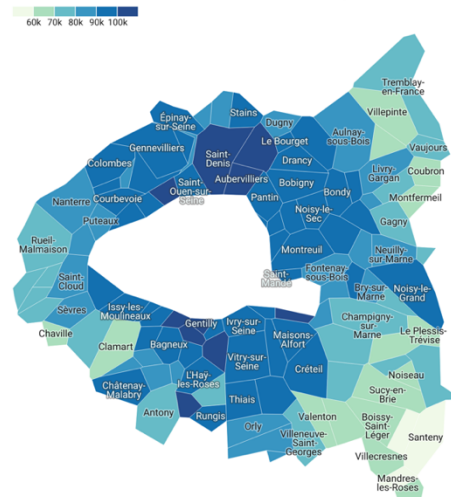 60k 70k 80k 90k 100k
Tremblay-
en-France
Épinay-
sur-Seine
Stains
Villepinte
Dugny
Gennevilliers
Saint-
Denis
Le Bourget
Aulnay-
sous-Bois
Vaujours
Colombes
Drancy
Livry-
Gargan
Coubron
Saint-
Ouen-sur-
Seine
Aubervilliers
Bobigny
Bondy
Montfermeil
Nanterre
Courbevoie
Pantin
Noisy-le-
Sec
Gagny
Puteaux
Rueil-
Malmaison
Montreuil
Neuilly-
sur-Marne
Saint-
Mandé
Fontenay-
sous-Bois
Saint-
Cloud
Bry-sur-
Marne
Noisy-le-
Grand
Sèvres
Issy-les-
Moulineaux
Gentilly
Ivry-sur-
Seine
Champigny-
sur-
Marne
Chaville
Clamart
Bagneux
Maisons-
Alfort
Le Plessis-
Trévise
Vitry-sur-
Seine
Créteil
Noiseau
L'Haÿ-
les-Roses
Châtenay-
Malabry
Sucy-en-
Brie
Thiais
Antony
Rungis
Valenton
Boissy-
Saint-
Léger
Orly
Villeneuve-
Saint-
Georges
Santeny
Villecresnes
Mandres-
les-Roses